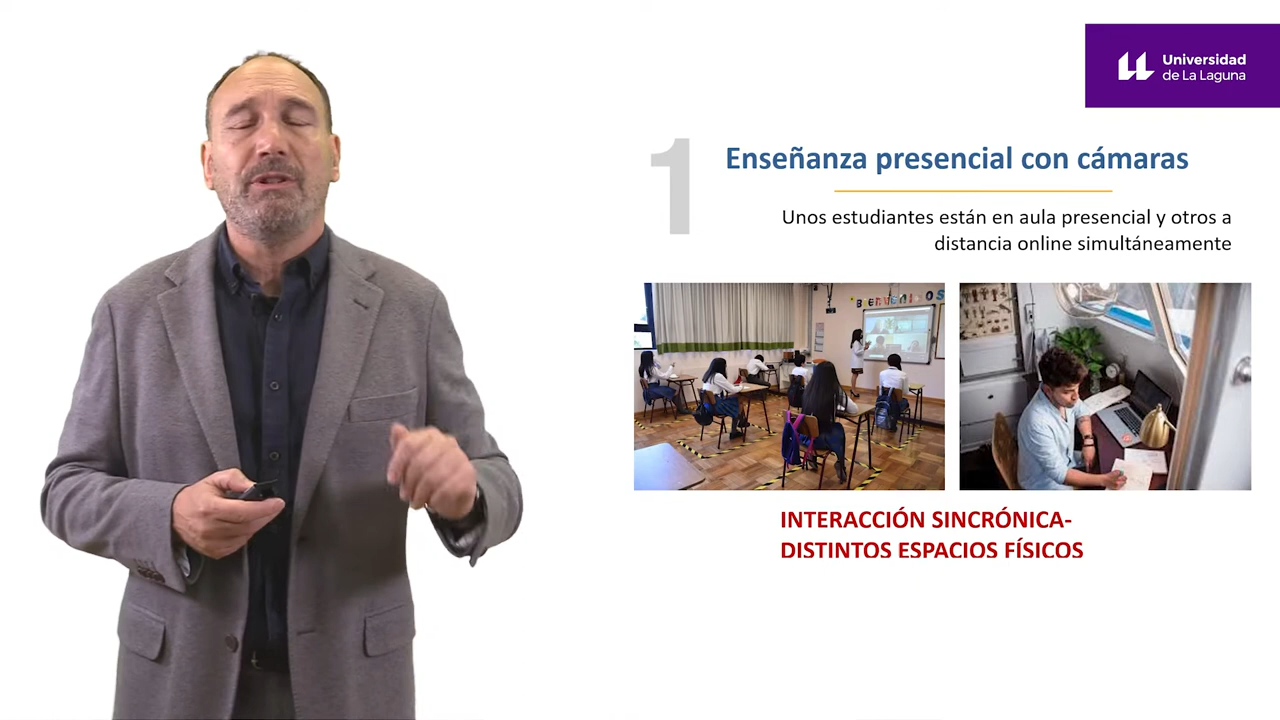 Universidad
de La Laguna
1
Enseñanza presencial con cámaras
Unos estudiantes están en aula presencial y otros a
distancia online simultáneamente
BIENVENIDOS
INTERACCIÓN SINCRÓNICA-
DISTINTOS ESPACIOS FÍSICOS